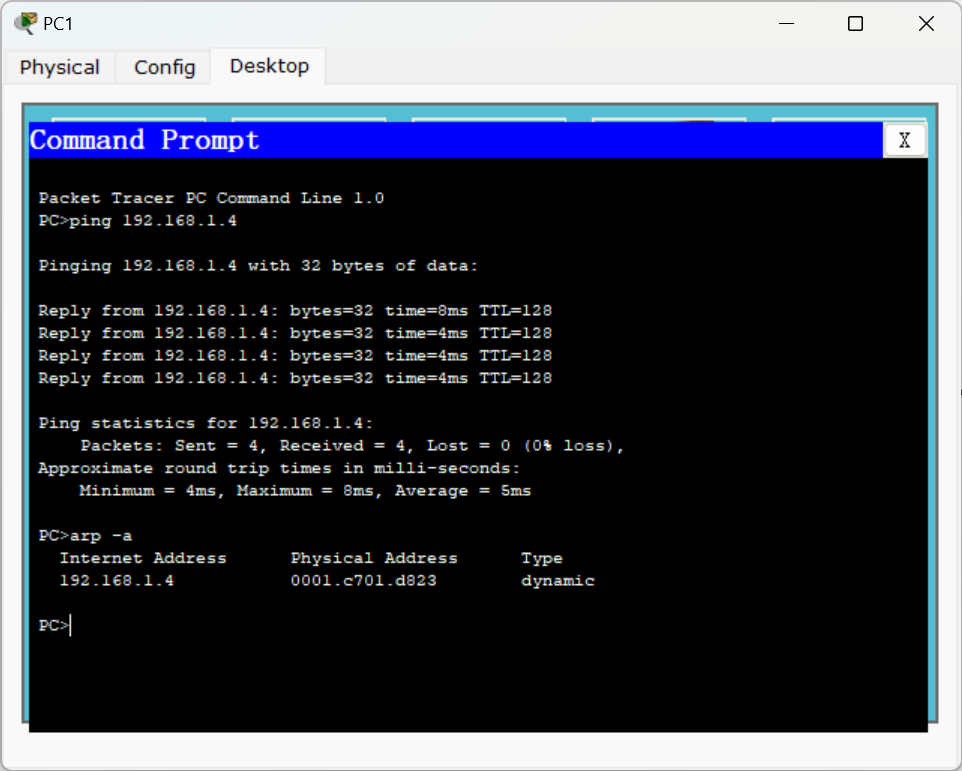 PC1
Physical Config Desktop
Command Prompt X
Packet Tracer PC Command Line 1.0
PC>ping 192.168.1.4
Pinging 192.168.1.4 with 32 bytes of data:
Reply from 192.168.1.4: bytes=32 time=8ms TTL=128
Reply from 192.168.1.4: bytes=32 time=4ms TTL=128
Reply from 192.168.1.4: bytes=32 time=4ms TTL=128
Reply from 192.168.1.4: bytes=32 time=4ms TTL=128
Ping statistics for 192.168.1.4:
Packets: Sent = 4, Received = 4, Lost = 0 (0% loss),
Approximate round trip times in milli-seconds:
Minimum = 4ms, Maximum = 8ms, Average = 5ms
PC>arp -a
Internet Address Physical Address Type
192.168.1.4 0001.c701.d823 dynamic
PC>